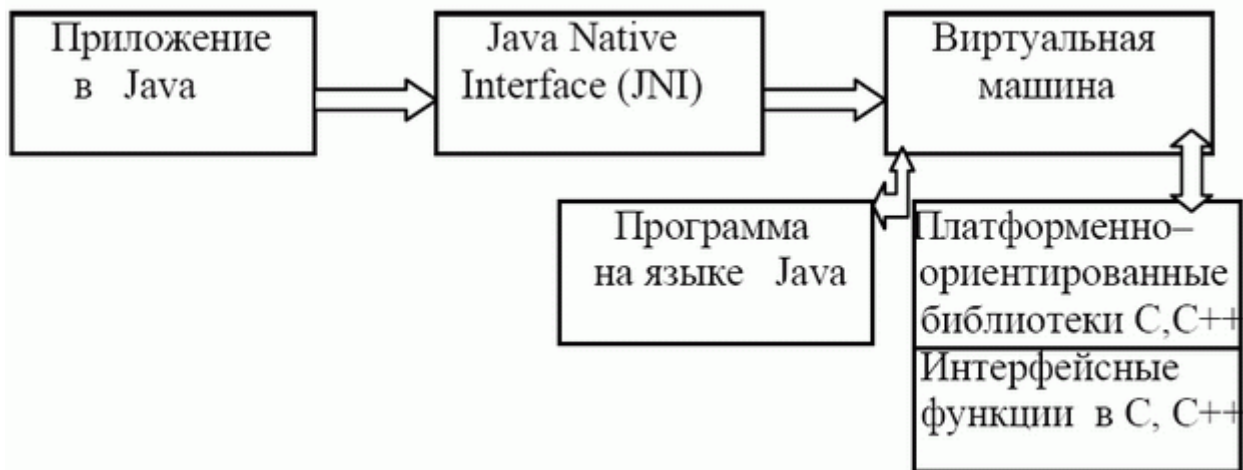 Приложение
в Java
Java Native
Interface (JNI)
Виртуальная
машина
Программа
на языке Java
Платформенно–
ориентированные
библиотеки C,C++
Интерфейсные
функции в C, C++